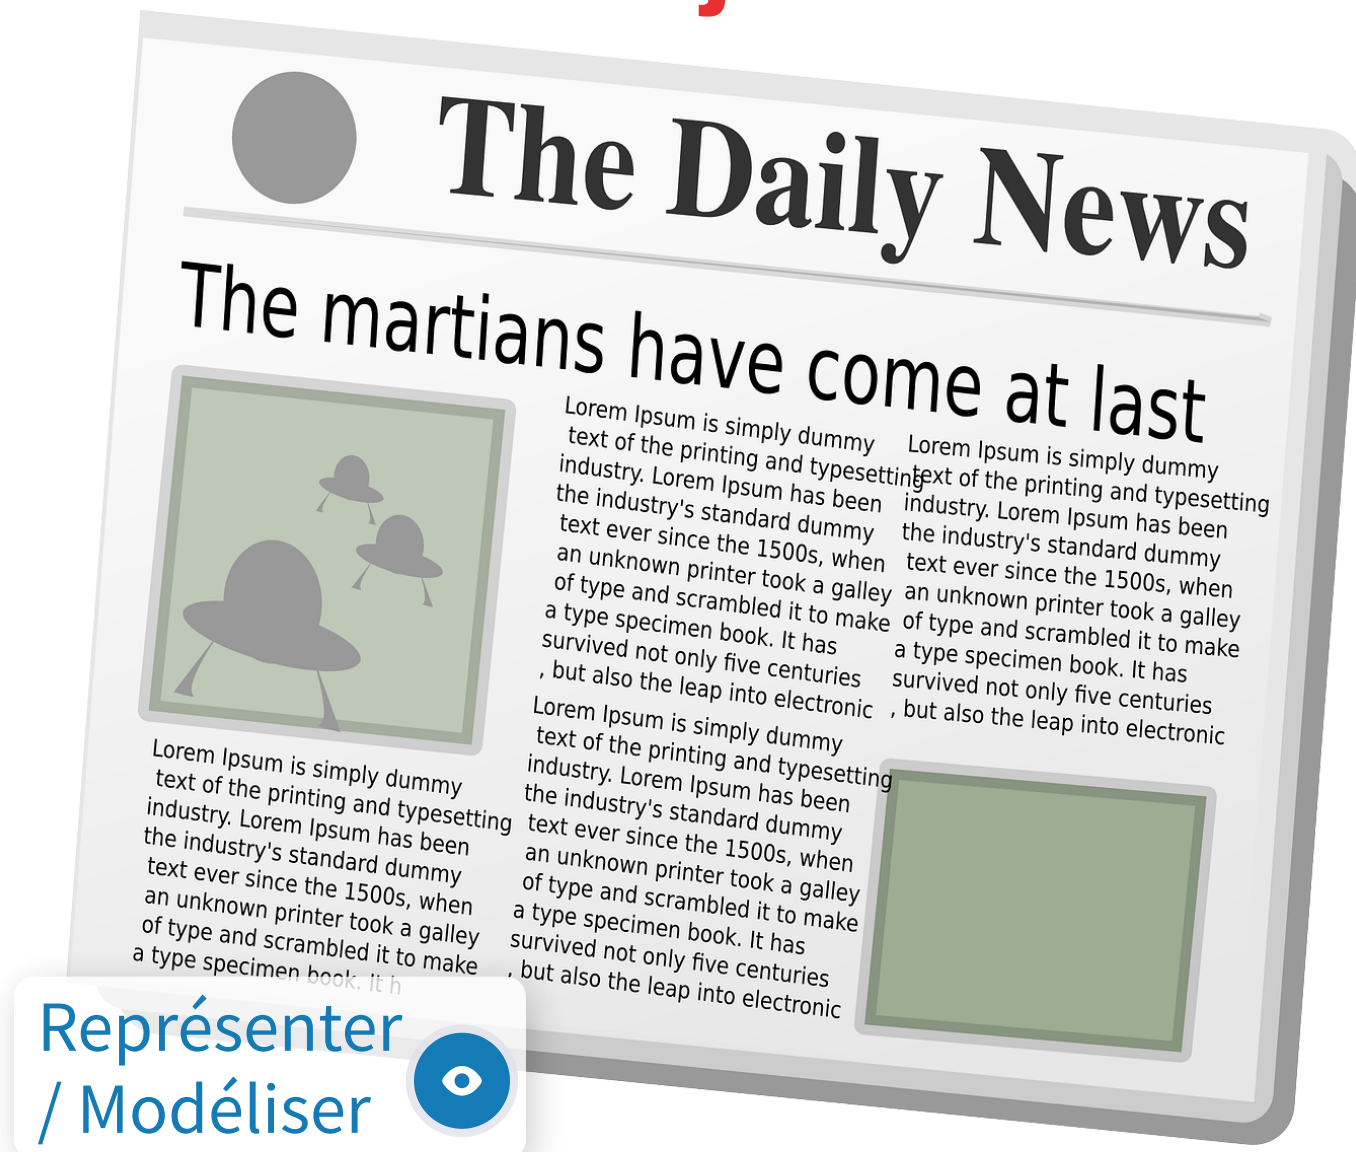 The Daily News
The martians have come at last
Lorem Ipsum is simply dummy
text of the printing and typesetting
industry. Lorem Ipsum has been
the industry's standard dummy
text ever since the 1500s, when
an unknown printer took a galley
of type and scrambled it to make
a type specimen book. It h
Lorem Ipsum is simply dummy
text of the printing and typesetting
industry. Lorem Ipsum has been
the industry's standard dummy
text ever since the 1500s, when
an unknown printer took a galley
of type and scrambled it to make
a type specimen book. It has
survived not only five centuries
, but also the leap into electronic
Lorem Ipsum is simply dummy
text of the printing and typesetting
industry. Lorem Ipsum has been
the industry's standard dummy
text ever since the 1500s, when
an unknown printer took a galley
of type and scrambled it to make
a type specimen book. It has
survived not only five centuries
, but also the leap into electronic
Lorem Ipsum is simply dummy
text of the printing and typesetting
industry. Lorem Ipsum has been
the industry's standard dummy
text ever since the 1500s, when
an unknown printer took a galley
of type and scrambled it to make
a type specimen book. It has
survived not only five centuries
, but also the leap into electronic
Représenter
/ Modéliser